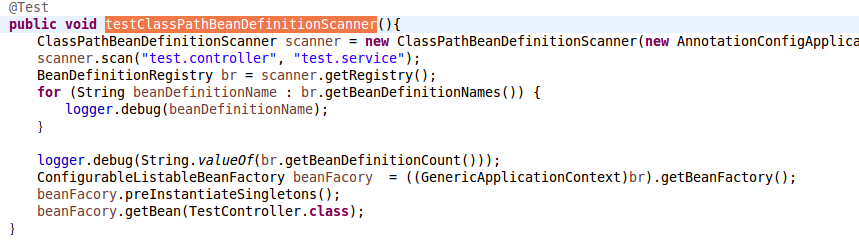 @Test
public void testClassPathBeanDefinitionScanner(){
ClassPathBeanDefinitionScanner scanner = new ClassPathBeanDefinitionScanner(new AnnotationConfigApplica
scanner.scan("test.controller", "test.service");
BeanDefinitionRegistry br = scanner.getRegistry();
for (String beanDefinitionName : br.getBeanDefinitionNames()) {
logger.debug(beanDefinitionName);
}
logger.debug(String.valueOf(br.getBeanDefinitionCount()));
ConfigurableListableBeanFactory beanFacory = ((GenericApplicationContext)br).getBeanFactory();
beanFacory.preInstantiateSingletons();
beanFacory.getBean(TestController.class);
}